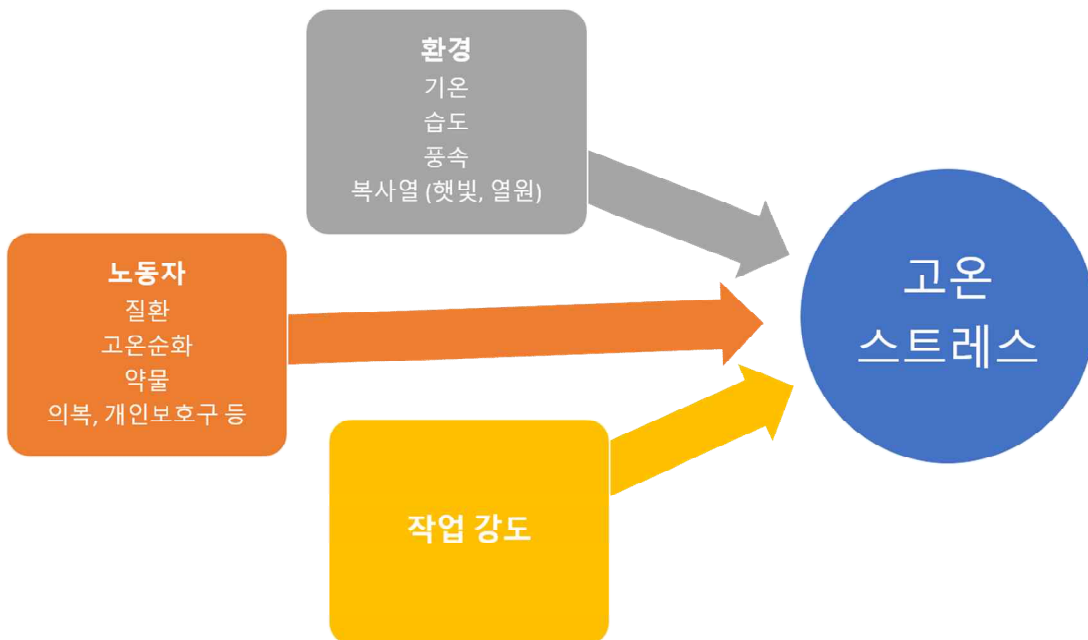 환경
기온
습도
풍속
복사열 (햇빛, 열원)
노동자
질환
고온순화
약물
의복, 개인보호구 등
작업 강도
고온
스트레스